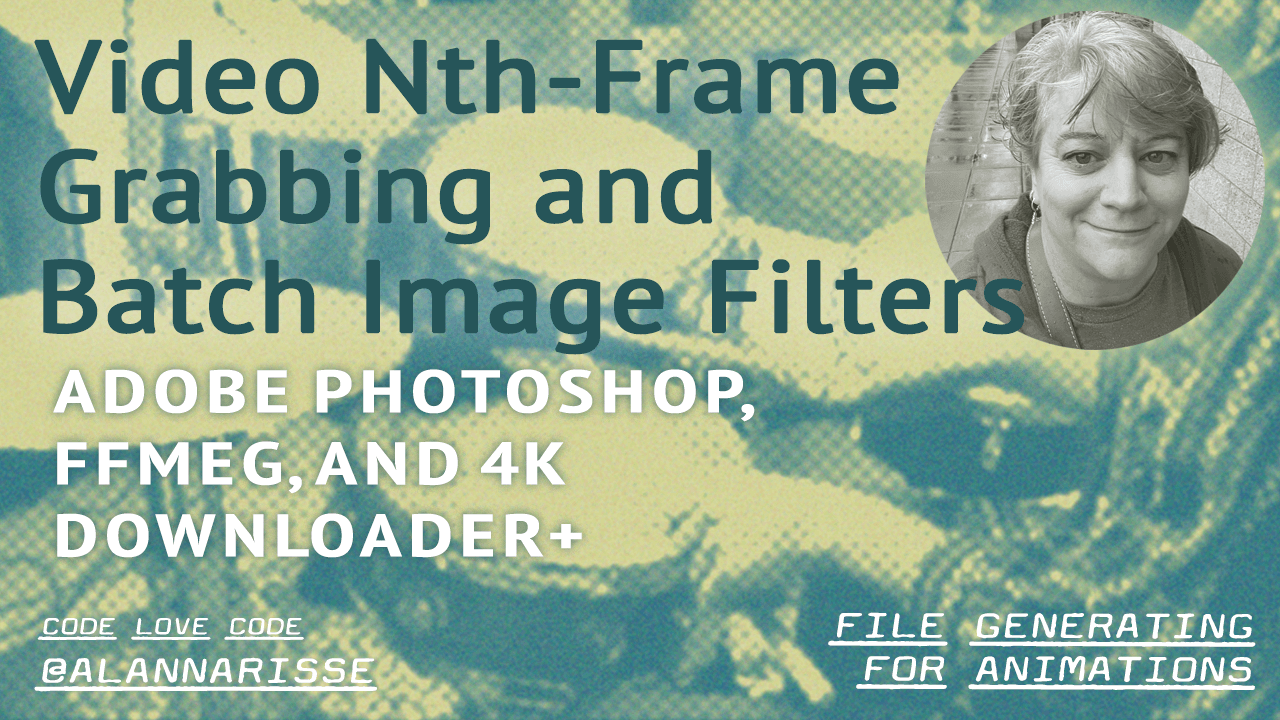 Video Nth-Frame
Grabbing and
Batch Image Filters
ADOBE PHOTOSHOP,
FFMEG, AND 4K
DOWNLOADER+
CODE LOVE CODE
@ALANNARISSE
FILE GENERATING
FOR ANIMATIONS